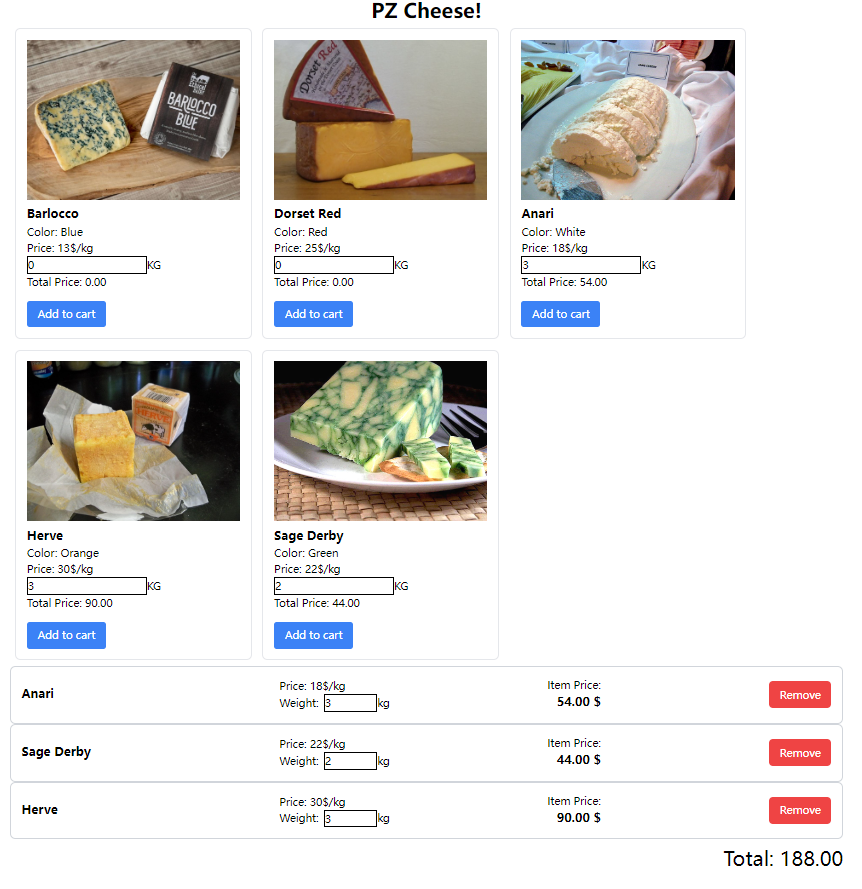 PZ Cheese!
BARLOCCO
BLUE
Dorset Red
Barlocco
Color: Blue
Price: 13$/kg
0 KG
Total Price: 0.00
Add to cart
Dorset Red
Color: Red
Price: 25$/kg
0 KG
Total Price: 0.00
Add to cart
Anari
Color: White
Price: 18$/kg
3 KG
Total Price: 54.00
Add to cart
HERVE
Herve
Color: Orange
Price: 30$/kg
3 KG
Total Price: 90.00
Add to cart
Sage Derby
Color: Green
Price: 22$/kg
2 KG
Total Price: 44.00
Add to cart
Anari
Price: 18$/kg
Weight: 3 kg
Item Price:
54.00 $
Remove
Sage Derby
Price: 22$/kg
Weight: 2 kg
Item Price:
44.00 $
Remove
Herve
Price: 30$/kg
Weight: 3 kg
Item Price:
90.00 $
Remove
Total: 188.00